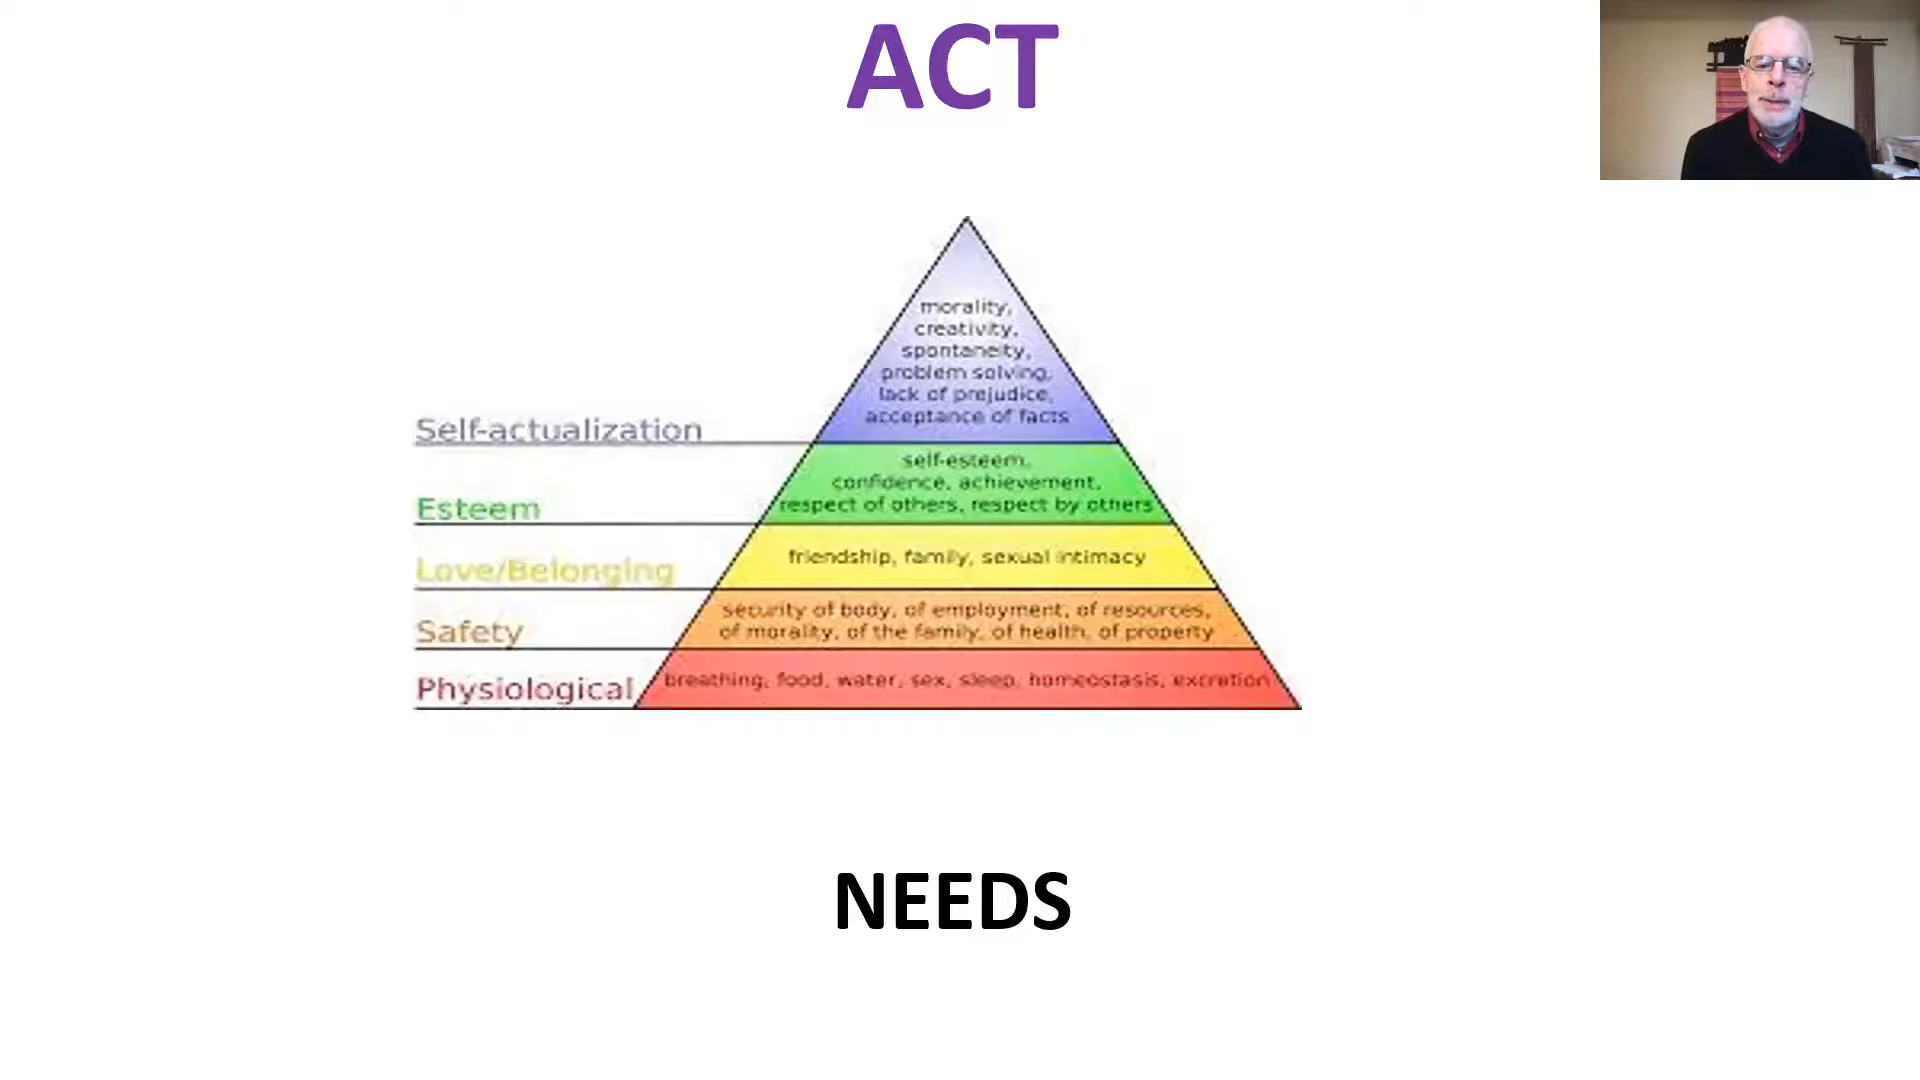 ACT
morality,
creativity,
spontaneity,
problem solving,
lack of prejudice,
acceptance of facts
Self-actualization
self-esteem,
confidence, achievement,
respect of others, respect by others
Esteem
friendship, family, sexual intimacy
Love/Belonging
security of body, of employment, of resources,
of morality, of the family, of health, of property
Safety
breathing, food, water, sex, sleep, homeostasis, excretion
Physiological
NEEDS